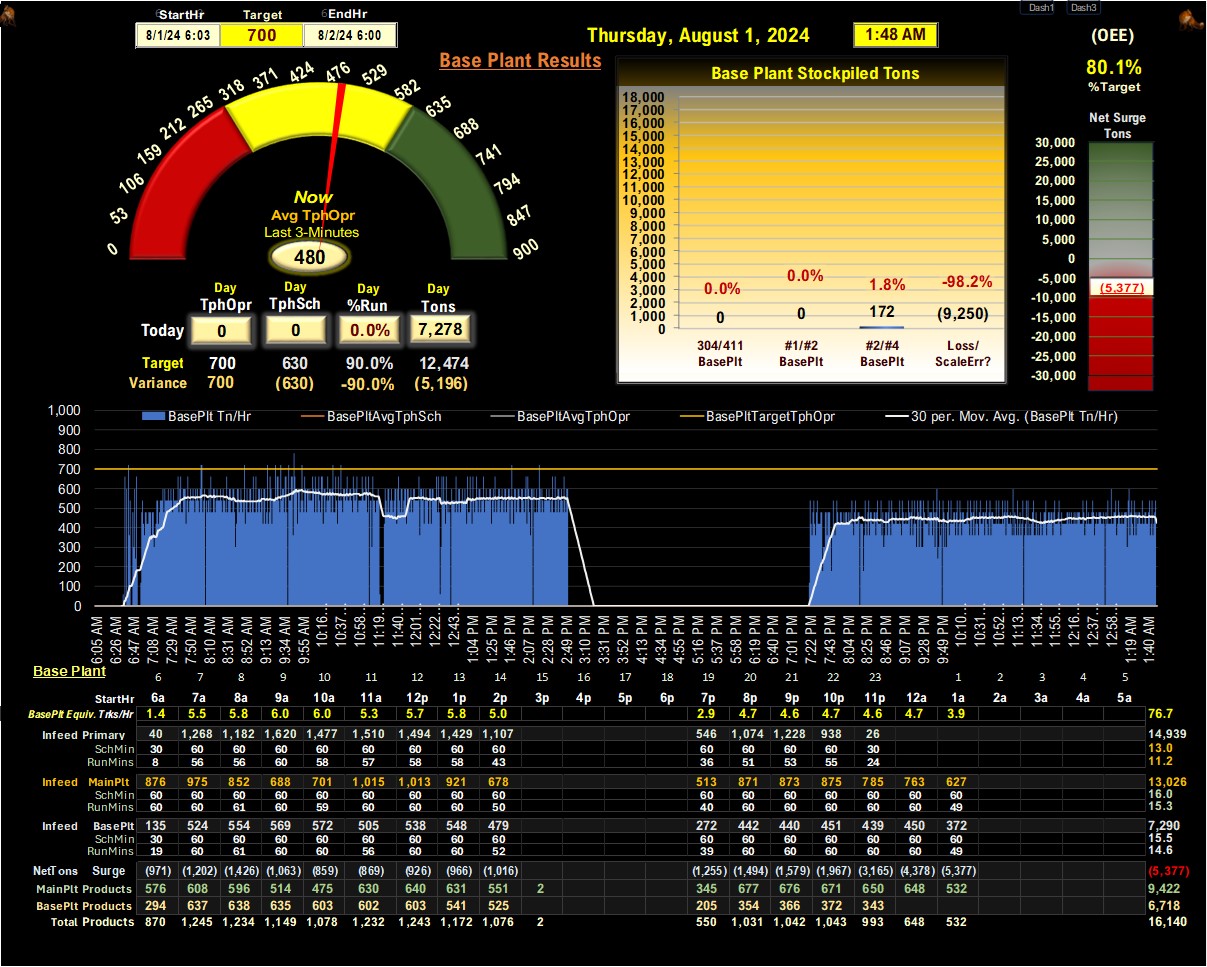 StartHr Target EndHr
8/1/24 6:03 700 8/2/24 6:00
Thursday, August 1, 2024 1:48 AM
Dash1 Dash3
(OEE)
80.1%
%Target
Base Plant Results
0 53 106 159 212 265 318 371 424 476 529 582 635 688 741 794 847 900
Now
Avg TphOpr
Last 3-Minutes
480
Day Day Day Day
TphOpr TphSch %Run Tons
Today 0 0 0.0% 7,278
Target 700 630 90.0% 12,474
Variance 700 (630) -90.0% (5,196)
Base Plant Stockpiled Tons
18,000
17,000
16,000
15,000
14,000
13,000
12,000
11,000
10,000
9,000
8,000
7,000
6,000
5,000
4,000
3,000
2,000
1,000
0
0.0% 0.0% 1.8% -98.2%
0 0 172 (9,250)
304/411 #1/#2 #2/#4 Loss/
BasePlt BasePlt BasePlt ScaleErr?
Net Surge
Tons
30,000
25,000
20,000
15,000
10,000
5,000
0
-5,000
(5,377)
-10,000
-15,000
-20,000
-25,000
-30,000
BasePlt Tn/Hr BasePltAvgTphSch BasePltAvgTphOpr BasePltTargetTphOpr 30 per. Mov. Avg. (BasePlt Tn/Hr)
1,000
900
800
700
600
500
400
300
200
100
0
6:05 AM 6:26 AM 6:47 AM 7:08 AM 7:29 AM 7:50 AM 8:10 AM 8:31 AM 8:52 AM 9:13 AM 9:34 AM 9:55 AM 10:16... 10:37... 10:58... 11:19... 11:40... 12:01... 12:22... 12:43... 1:04 PM 1:25 PM 1:46 PM 2:07 PM 2:28 PM 2:49 PM 3:10 PM 3:31 PM 3:52 PM 4:13 PM 4:34 PM 4:55 PM 5:16 PM 5:37 PM 5:58 PM 6:19 PM 6:40 PM 7:01 PM 7:22 PM 7:43 PM 8:04 PM 8:25 PM 8:46 PM 9:07 PM 9:28 PM 9:49 PM 10:10... 10:31... 10:52... 11:13... 11:34... 11:55... 12:16... 12:37... 12:58... 1:19 AM 1:40 AM
Base Plant 6 7 8 9 10 11 12 13 14 15 16 17 18 19 20 21 22 23 1 2 3 4 5
StartHr 6a 7a 8a 9a 10a 11a 12p 1p 2p 3p 4p 5p 6p 7p 8p 9p 10p 11p 12a 1a 2a 3a 4a 5a
BasePlt Equiv. Trks/Hr 1.4 5.5 5.8 6.0 6.0 5.3 5.7 5.8 5.0 2.9 4.7 4.6 4.7 4.6 4.7 3.9 76.7
Infeed Primary 40 1,268 1,182 1,620 1,477 1,510 1,494 1,429 1,107 546 1,074 1,228 938 26 14,939
SchMin 30 60 60 60 60 60 60 60 60 60 60 60 60 30 13.0
RunMins 8 56 56 60 58 57 58 58 43 36 51 53 55 24 11.2
Infeed MainPlt 876 975 852 688 701 1,015 1,013 921 678 513 871 873 875 785 763 627 13,026
SchMin 60 60 60 60 60 60 60 60 60 60 60 60 60 60 60 60 16.0
RunMins 60 60 61 60 59 60 60 60 50 40 60 60 60 60 60 49 15.3
Infeed BasePlt 135 524 554 569 572 505 538 548 479 272 442 440 451 439 450 372 7,290
SchMin 30 60 60 60 60 60 60 60 60 60 60 60 60 60 60 60 15.5
RunMins 19 60 61 60 60 56 60 60 52 39 60 60 60 60 60 49 14.6
NetTons Surge (971) (1,202) (1,426) (1,063) (859) (869) (926) (966) (1,016) (1,255) (1,494) (1,579) (1,967) (3,165) (4,378) (5,377) (5,377)
MainPlt Products 576 608 596 514 475 630 640 631 551 2 345 677 676 671 650 648 532 9,422
BasePlt Products 294 637 638 635 603 602 603 541 525 205 354 366 372 343 6,718
Total Products 870 1,245 1,234 1,149 1,078 1,232 1,243 1,172 1,076 2 550 1,031 1,042 1,043 993 648 532 16,140